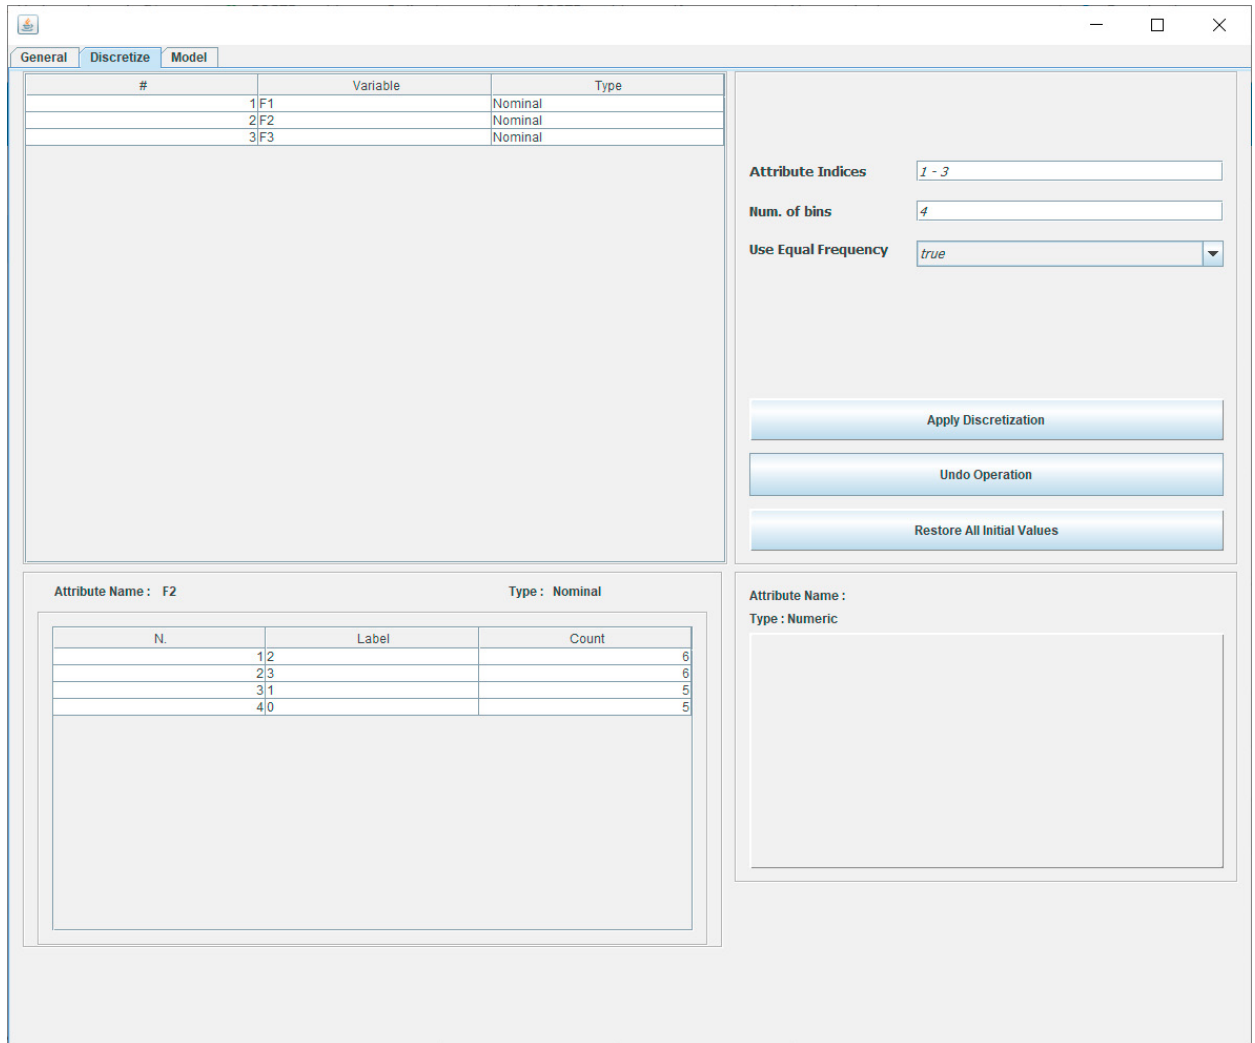 General Discretize Model
# Variable Type
1 F1 Nominal
2 F2 Nominal
3 F3 Nominal
Attribute Indices 1 - 3
Num. of bins 4
Use Equal Frequency true
Apply Discretization
Undo Operation
Restore All Initial Values
Attribute Name : F2 Type : Nominal
N. Label Count
1 2 6
2 3 6
3 1 5
4 0 5
Attribute Name :
Type : Numeric